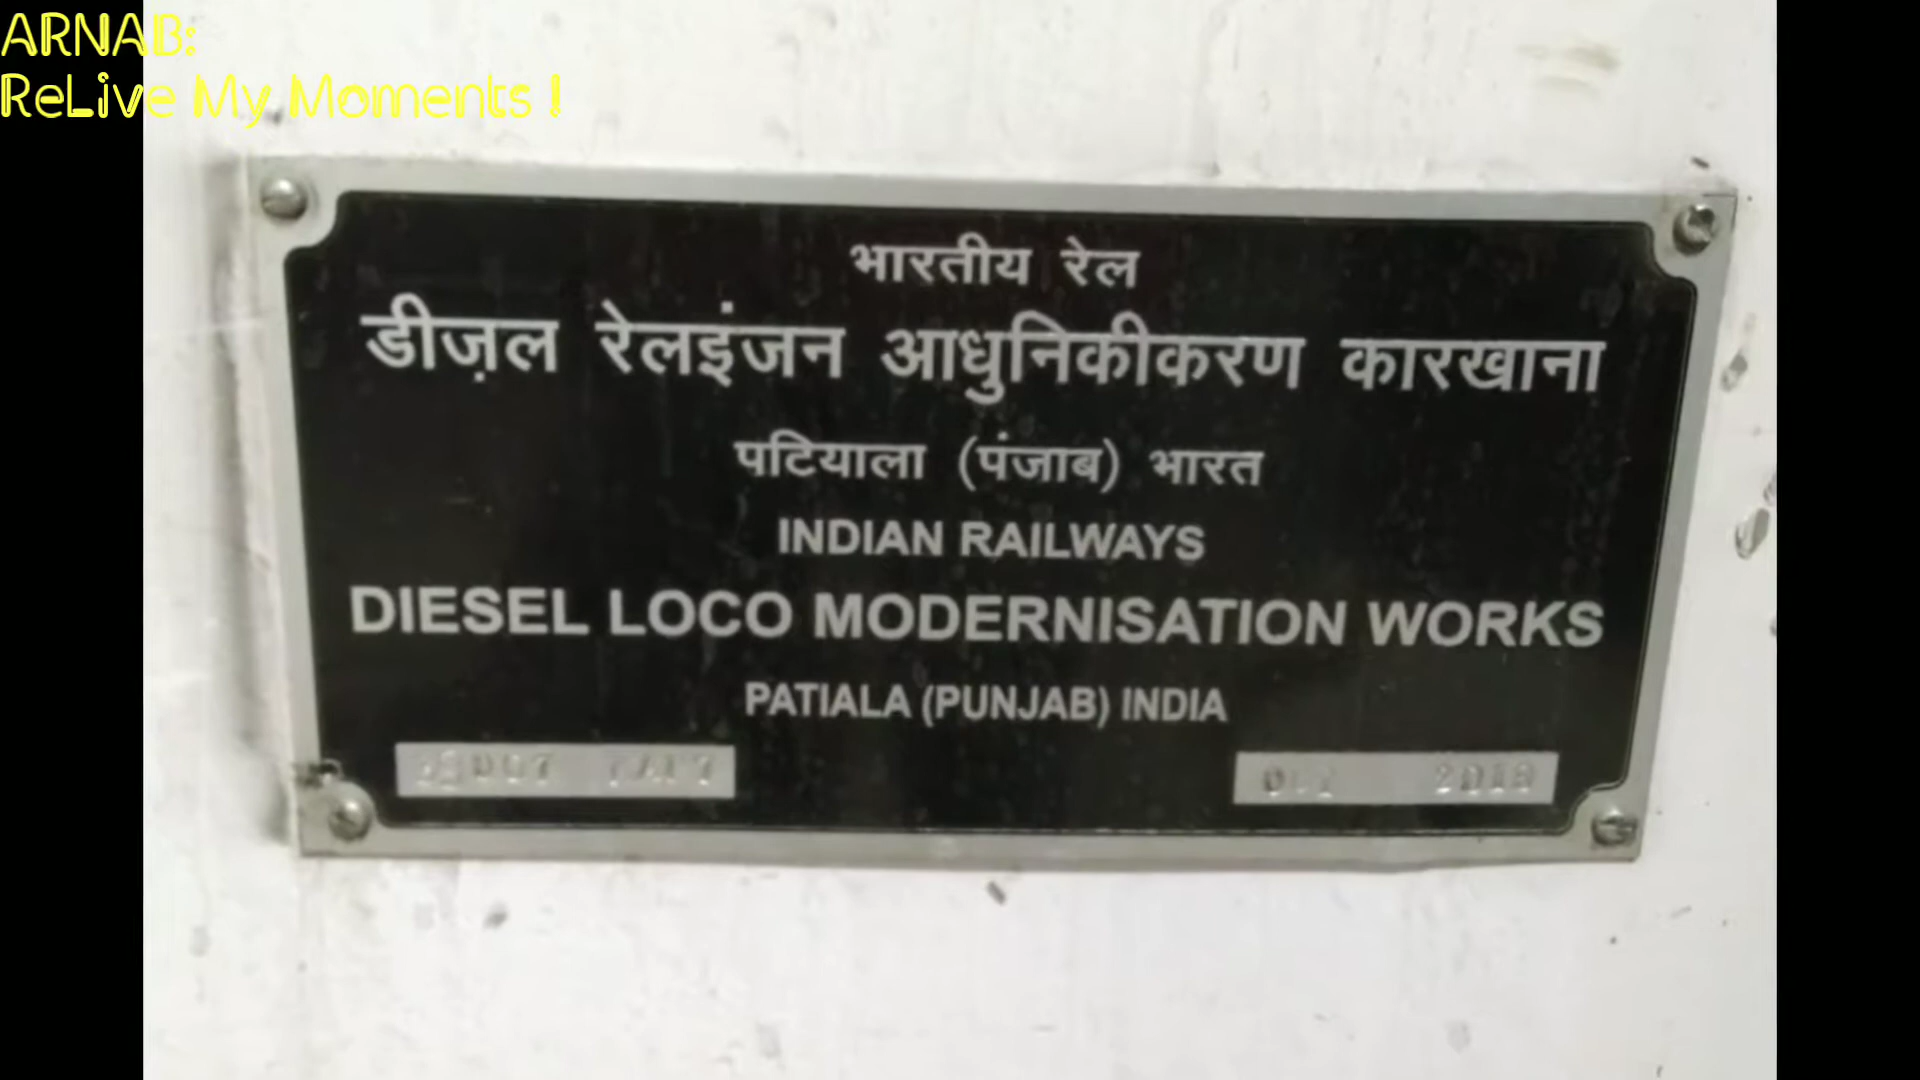 ARNAB:
ReLive My Moments !
भारतीय रेल
डीज़ल रेलइंजन आधुनिकीकरण कारखाना
पटियाला (पंजाब) भारत
INDIAN RAILWAYS
DIESEL LOCO MODERNISATION WORKS
PATIALA (PUNJAB) INDIA
2018